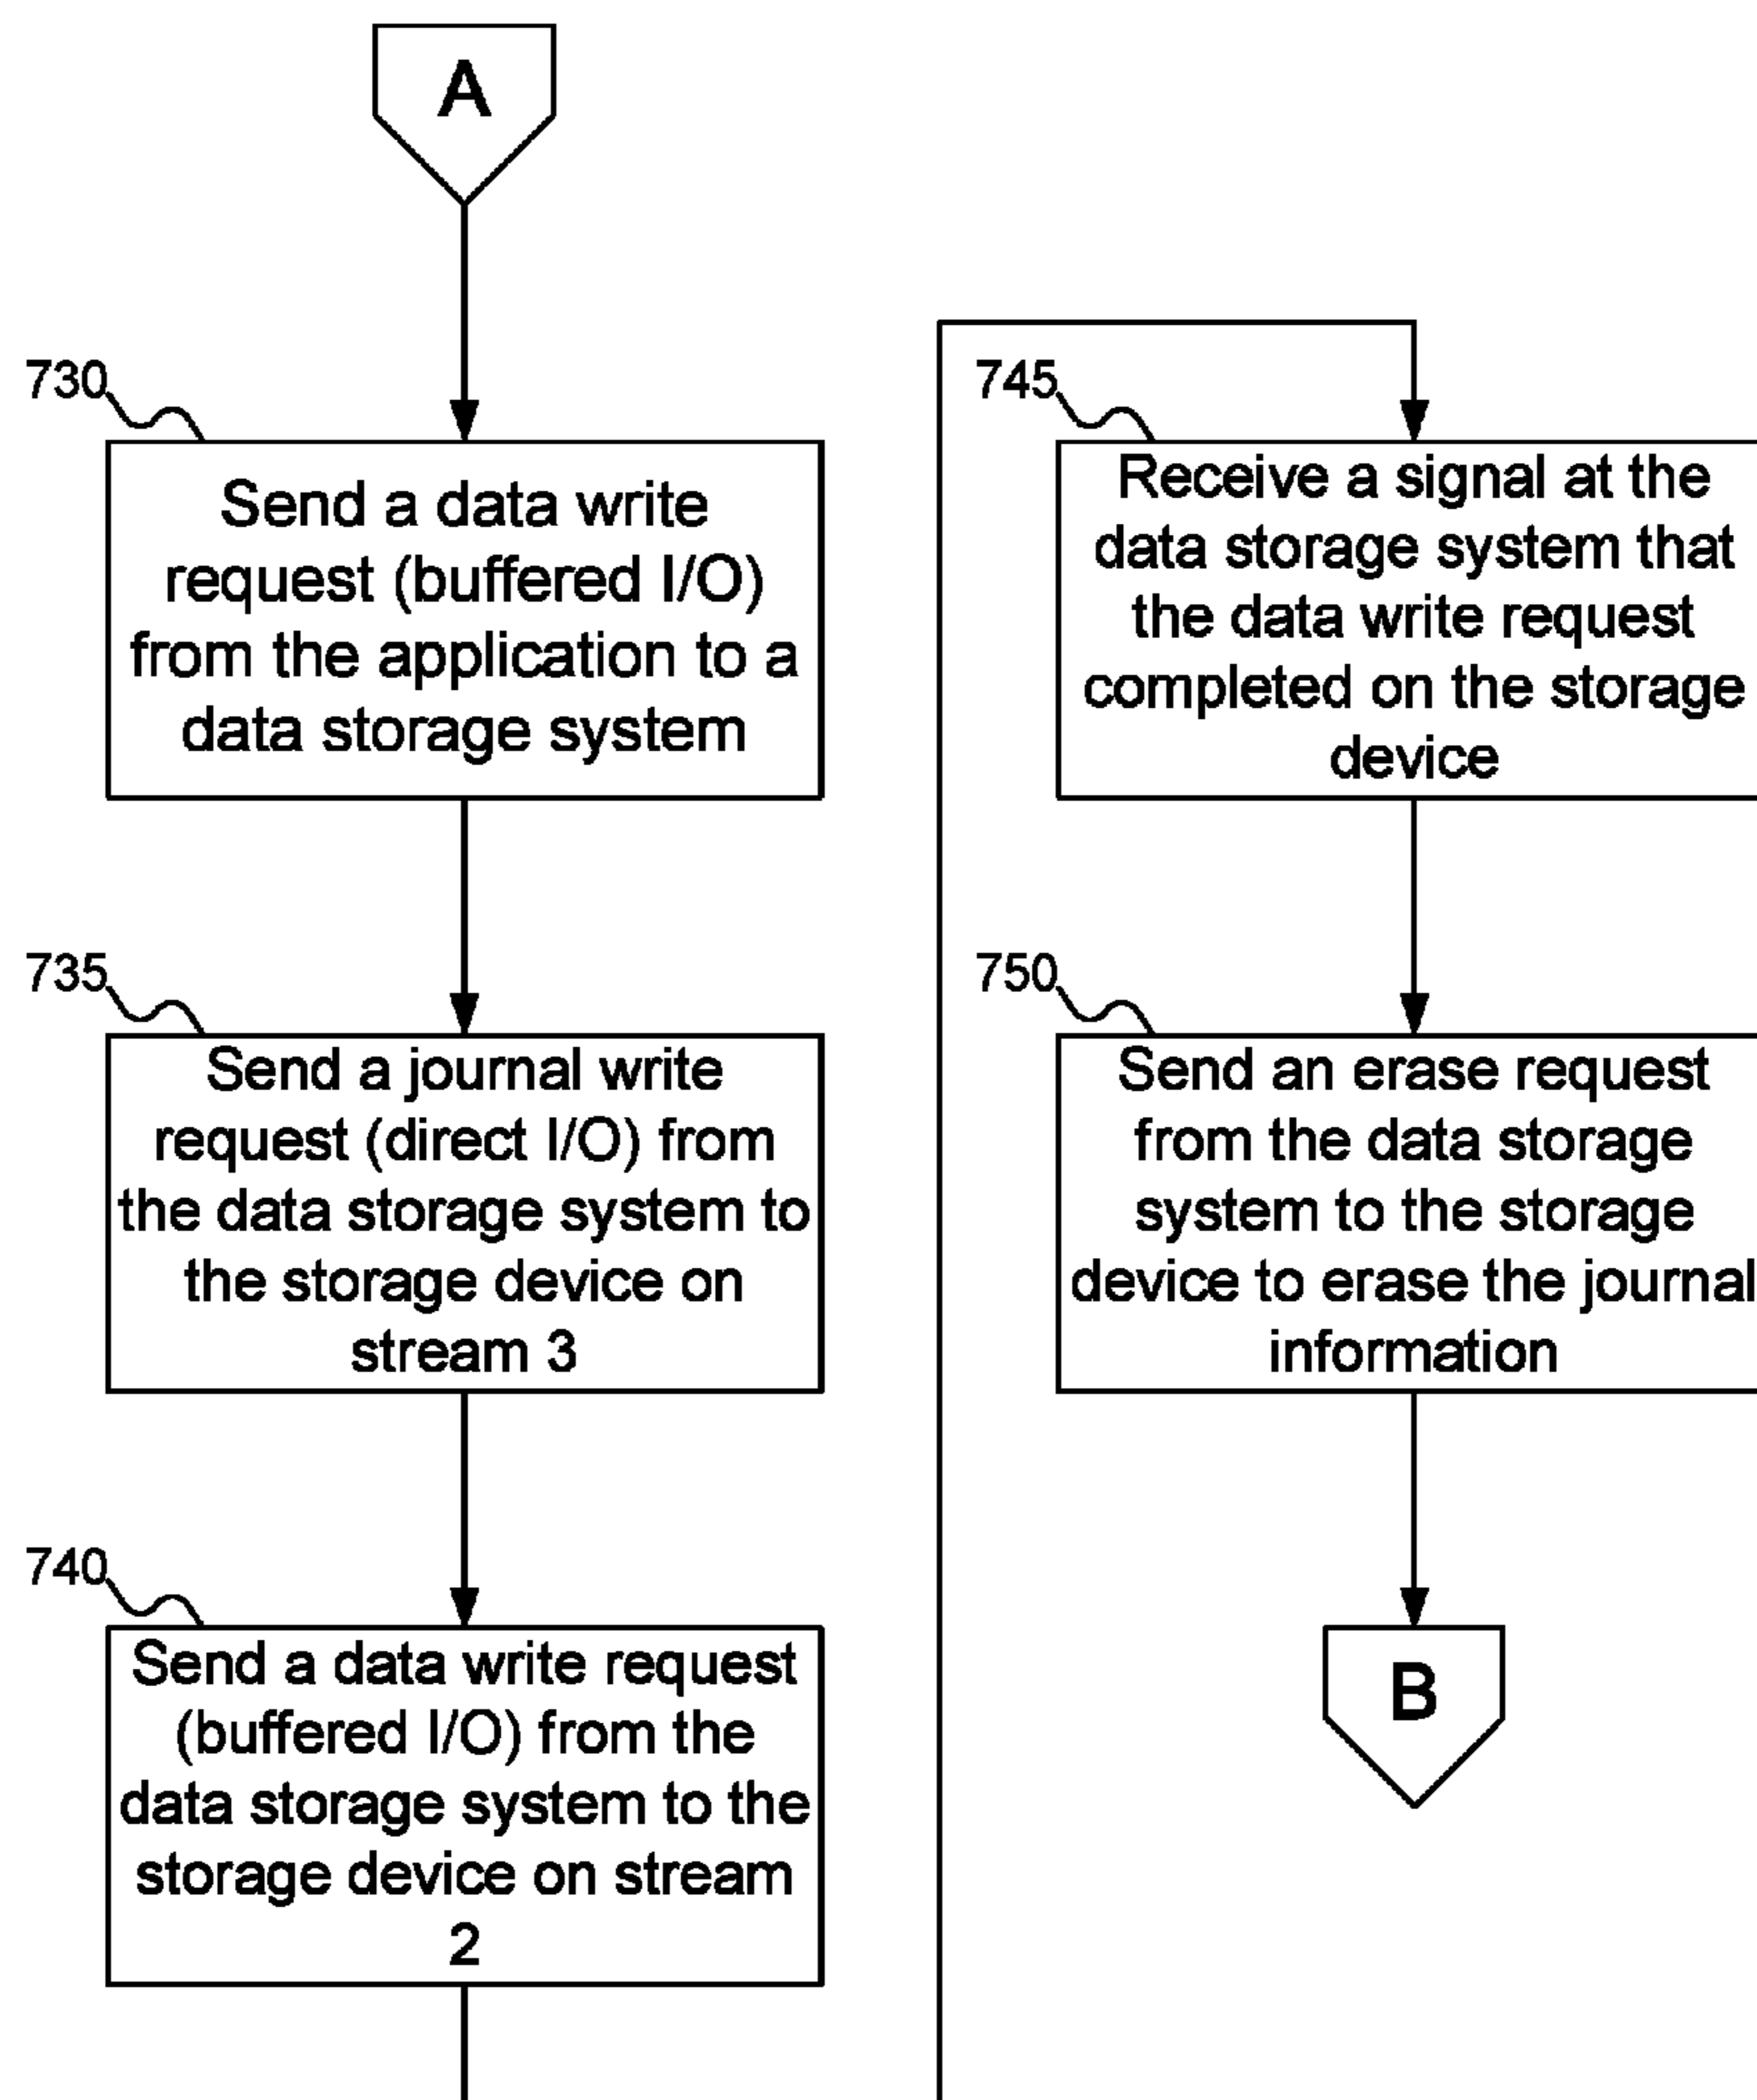 A
730
Send a data write
request (buffered I/O)
from the application to a
data storage system
735
Send a journal write
request (direct I/O) from
the data storage system to
the storage device on
stream 3
740
Send a data write request
(buffered I/O) from the
data storage system to the
storage device on stream
2
745
Receive a signal at the
data storage system that
the data write request
completed on the storage
device
750
Send an erase request
from the data storage
system to the storage
device to erase the journal
information
B